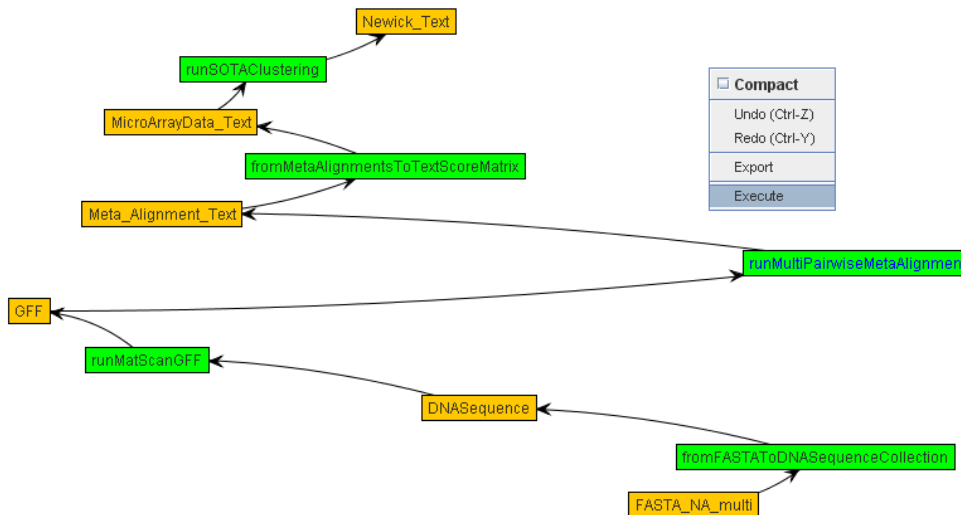 Newick_Text
runSOTAClustering
Compact
Undo (Ctrl-Z)
Redo (Ctrl-Y)
Export
Execute
MicroArrayData_Text
fromMetaAlignmentsToTextScoreMatrix
Meta_Alignment_Text
runMultiPairwiseMetaAlignmen
GFF
runMatScanGFF
DNASequence
fromFASTAToDNASequenceCollection
FASTA_NA_multi